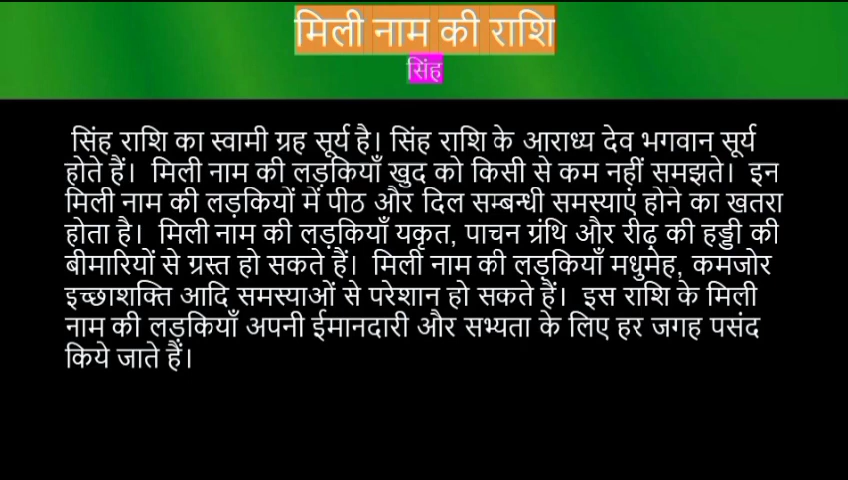 मिली नाम की राशि
सिंह
सिंह राशि का स्वामी ग्रह सूर्य है। सिंह राशि के आराध्य देव भगवान सूर्य
होते हैं। मिली नाम की लड़कियाँ खुद को किसी से कम नहीं समझते। इन
मिली नाम की लड़कियों में पीठ और दिल सम्बन्धी समस्याएं होने का खतरा
होता है। मिली नाम की लड़कियाँ यकृत, पाचन ग्रंथि और रीढ़ की हड्डी की
बीमारियों से ग्रस्त हो सकते हैं। मिली नाम की लड़कियाँ मधुमेह, कमजोर
इच्छाशक्ति आदि समस्याओं से परेशान हो सकते हैं। इस राशि के मिली
नाम की लड़कियाँ अपनी ईमानदारी और सभ्यता के लिए हर जगह पसंद
किये जाते हैं।